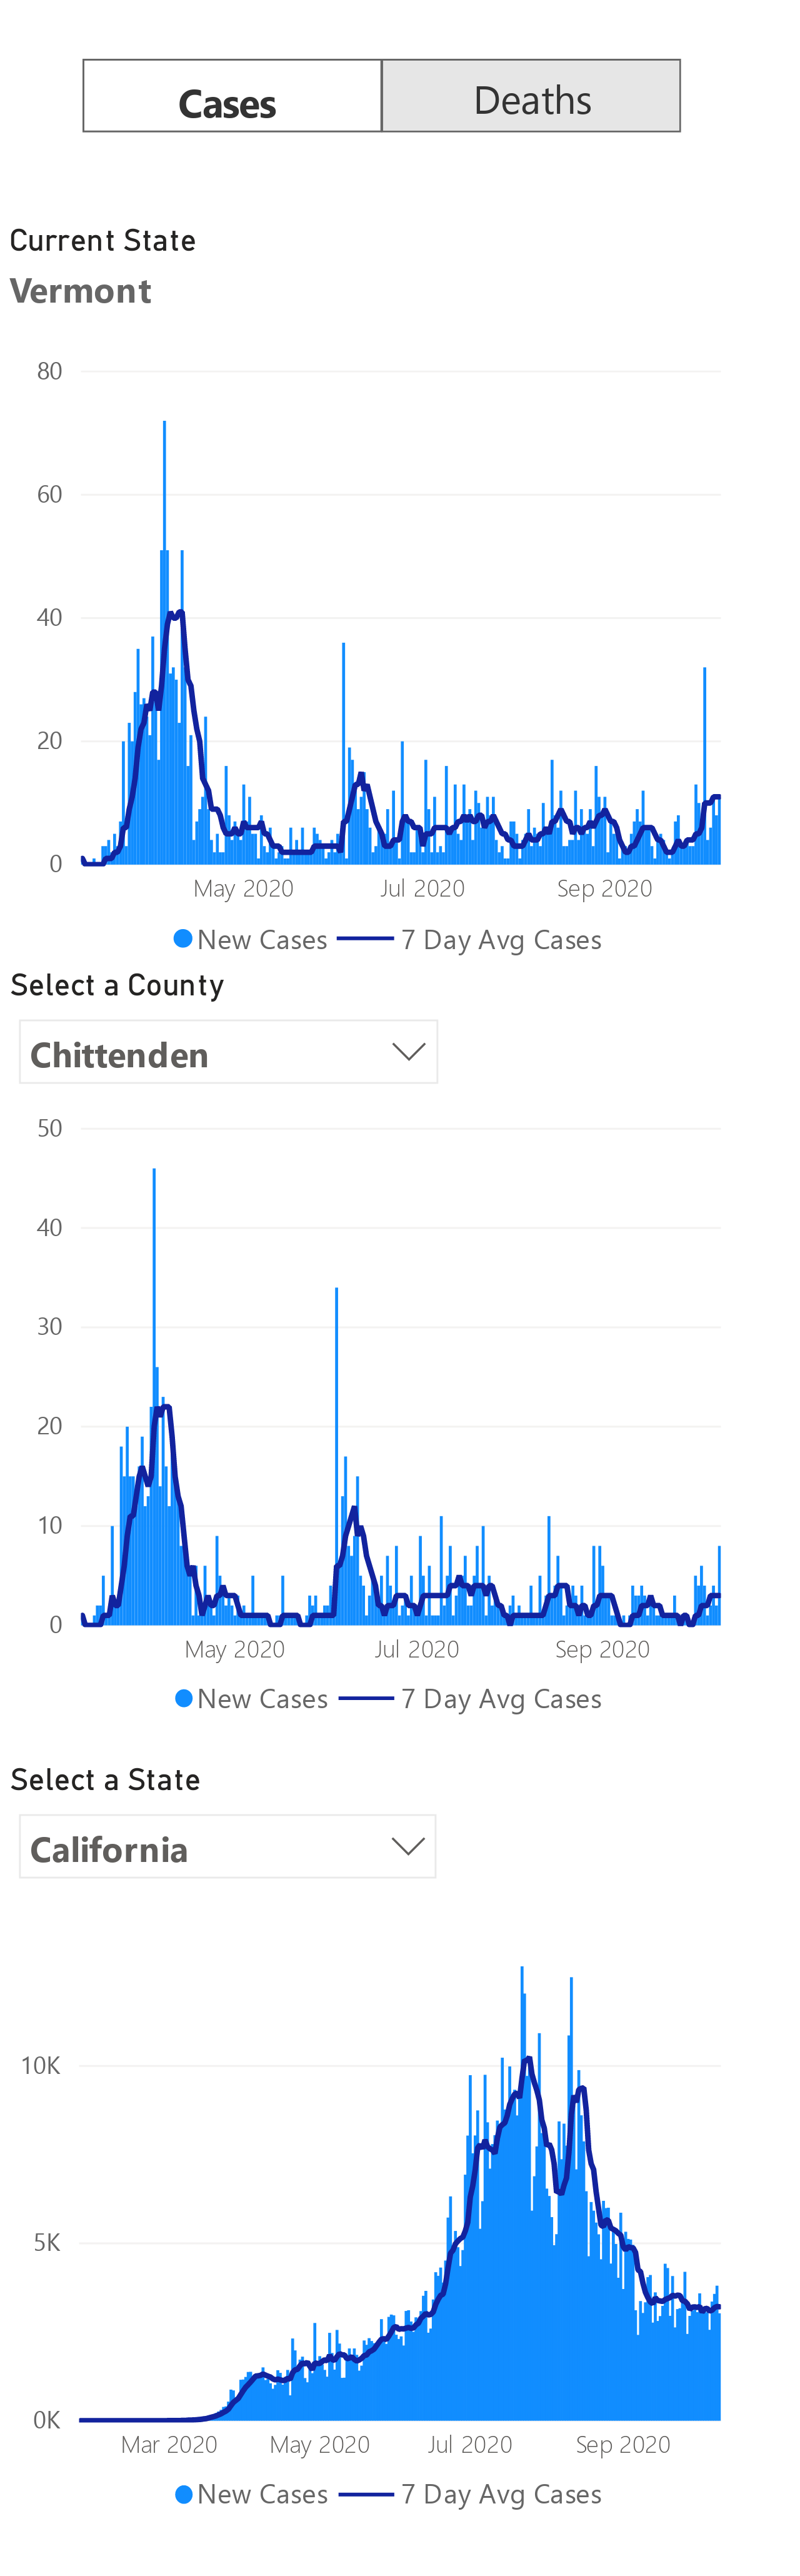 Cases Deaths
Current State
Vermont
80
60
40
20
0
May 2020 Jul 2020 Sep 2020
New Cases 7 Day Avg Cases
Select a County
Chittenden
50
40
30
20
10
0
May 2020 Jul 2020 Sep 2020
New Cases 7 Day Avg Cases
Select a State
California
10K
5K
0K
Mar 2020 May 2020 Jul 2020 Sep 2020
New Cases 7 Day Avg Cases